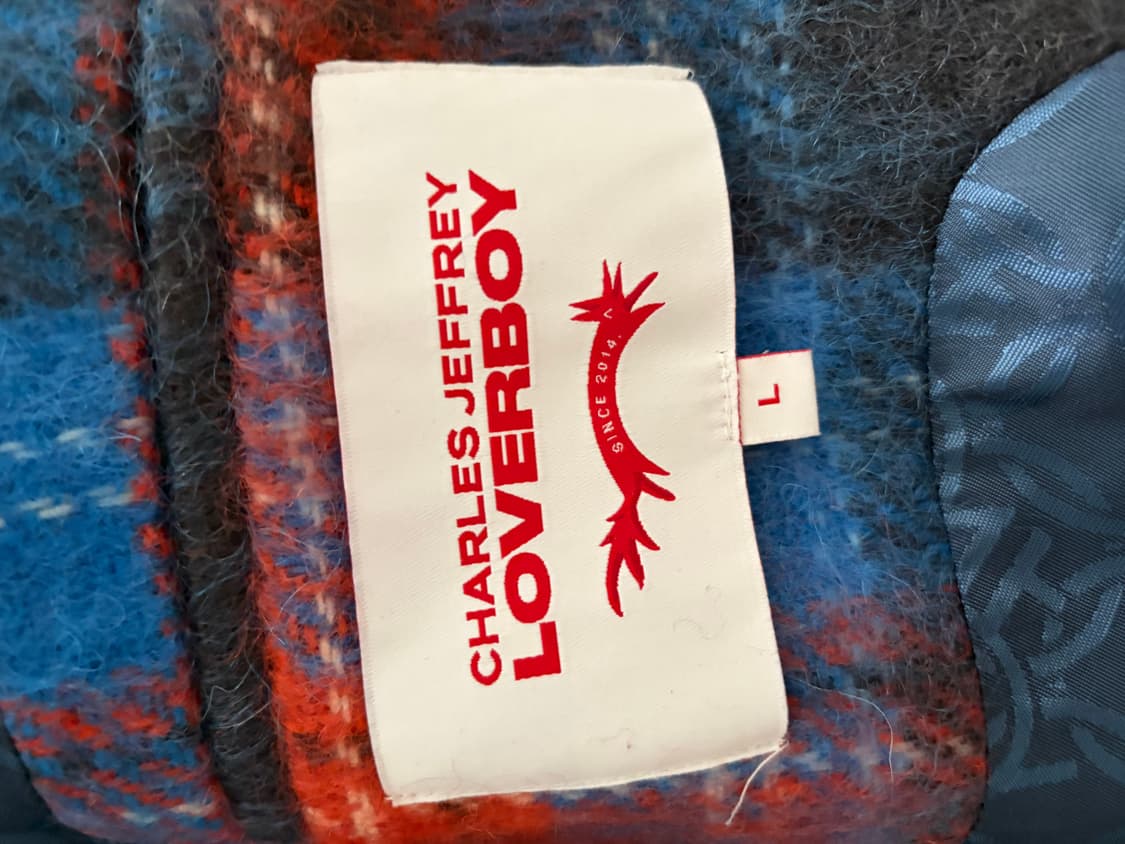 CHARLES JEFFREY
LOVERBOY
SINCE 2014.
L